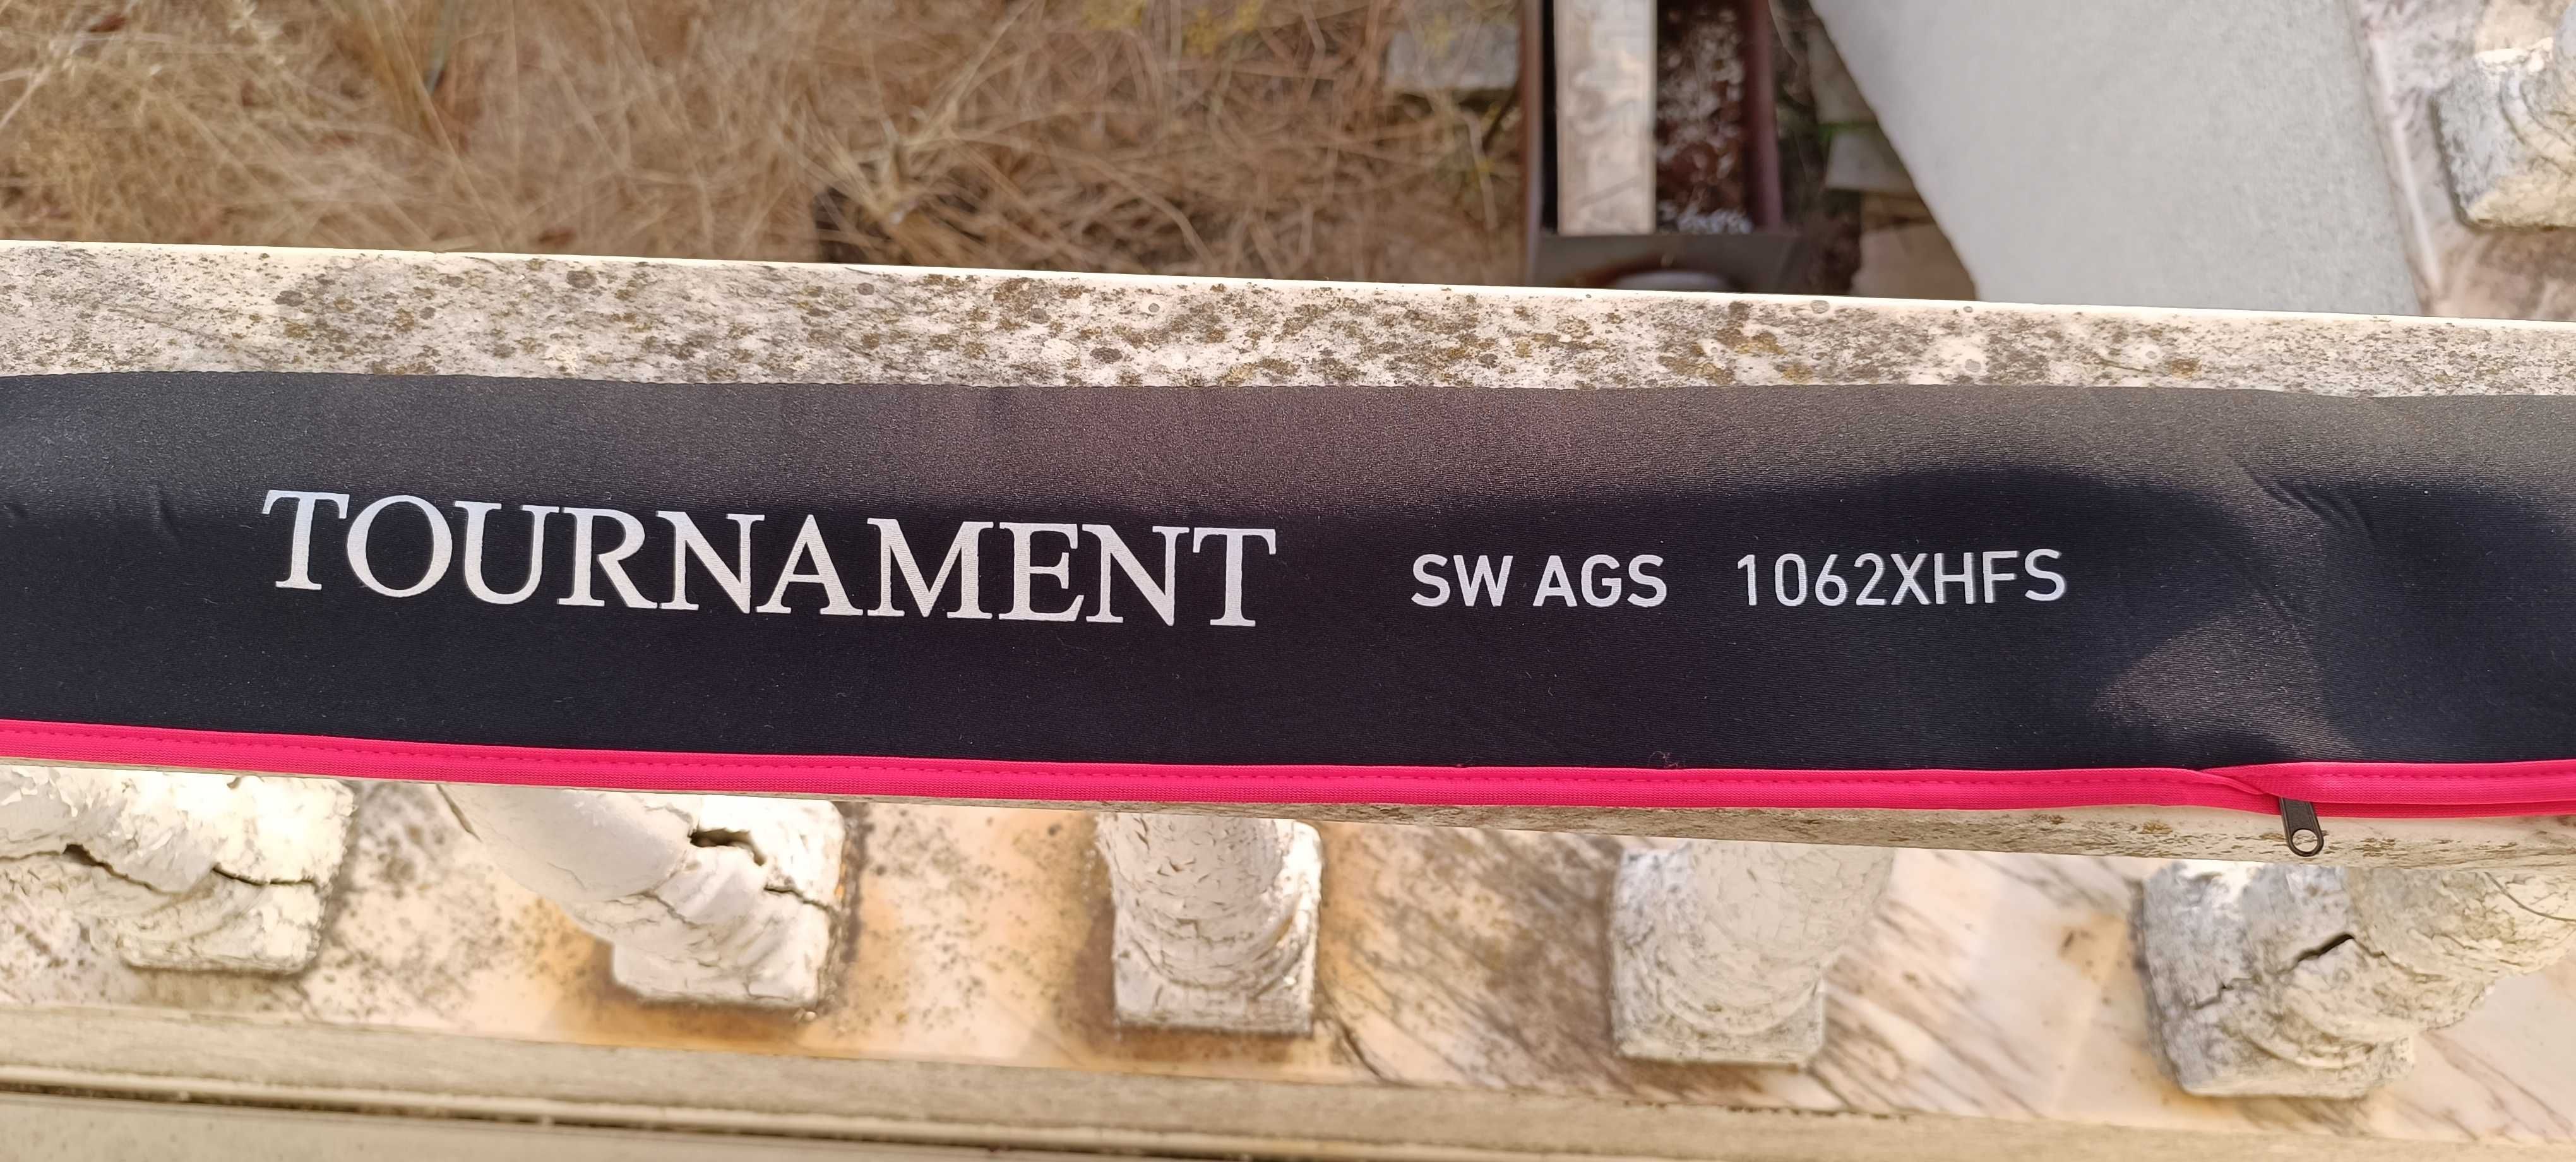 TOURNAMENT SW AGS 1062XHFS